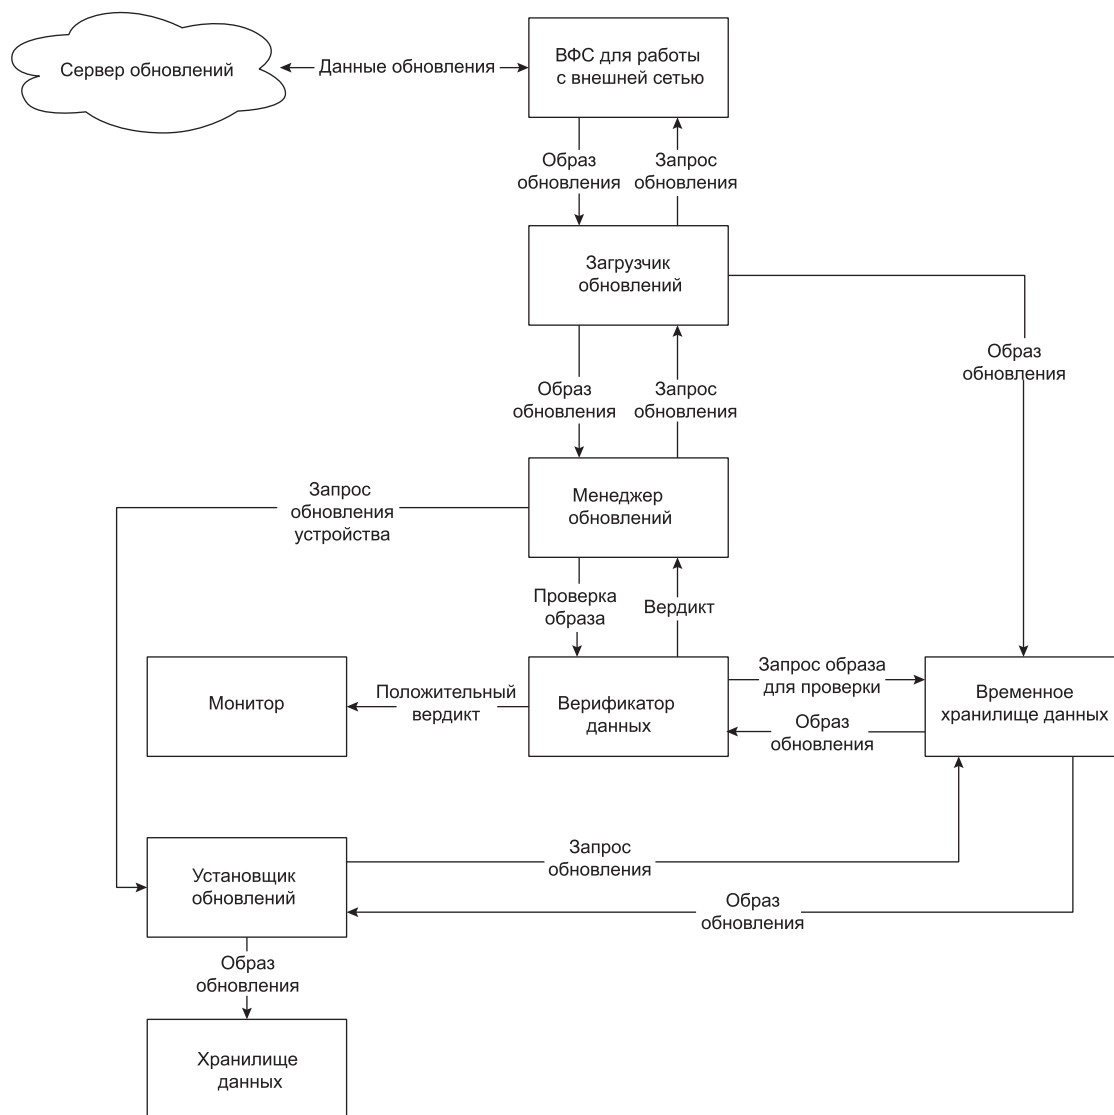 Сервер обновлений
Данные обновления
ВФС для работы
с внешней сетью
Образ
обновления
Запрос
обновления
Загрузчик
обновлений
Образ
обновления
Образ
обновления
Запрос
обновления
Менеджер
обновлений
Запрос
обновления
устройства
Проверка
образа
Вердикт
Монитор
Положительный
вердикт
Верификатор
данных
Запрос образа
для проверки
Образ
обновления
Временное
хранилище данных
Установщик
обновлений
Запрос
обновления
Образ
обновления
Образ
обновления
Хранилище
данных